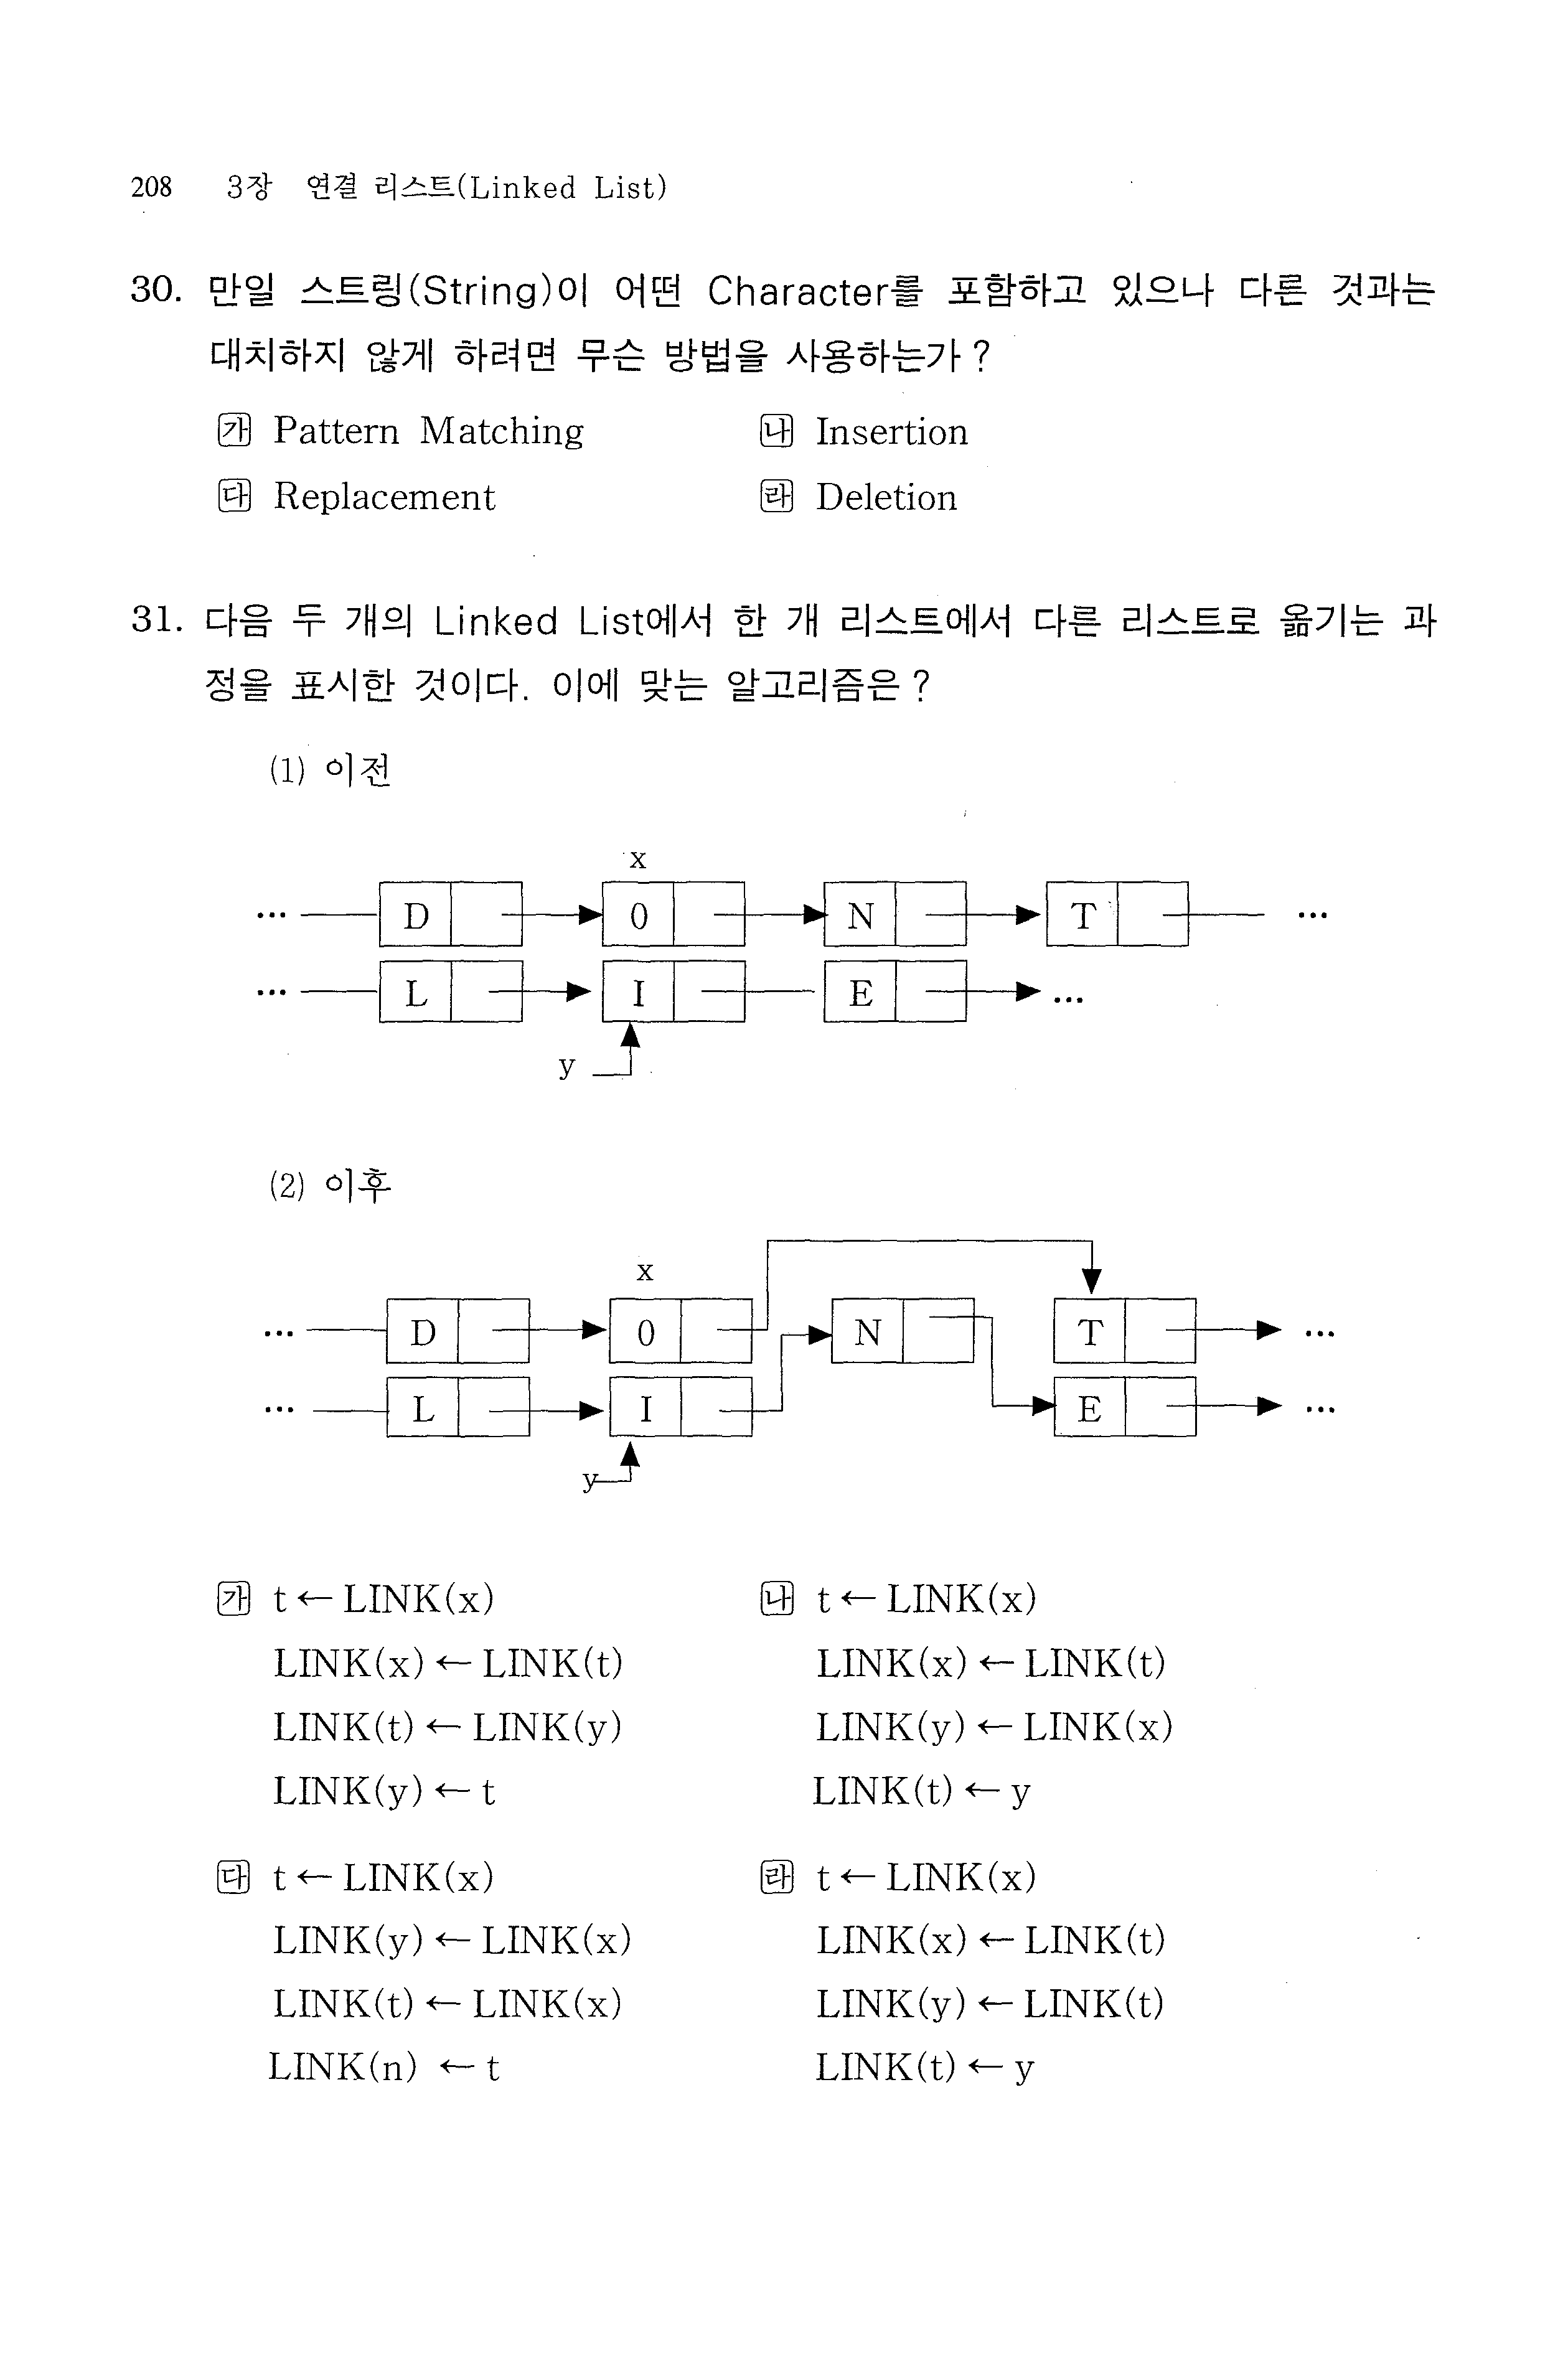 208 3장 연결 리스트(Linked List)
30. 만일 스트링(String)이 어떤 Character를 포함하고 있으나 다른 것과는
대치하지 않게 하려면 무슨 방법을 사용하는가?
㉮ Pattern Matching ㉯ Insertion
㉰ Replacement ㉱ Deletion
31. 다음 두 개의 Linked List에서 한 개 리스트에서 다른 리스트로 옮기는 과
정을 표시한 것이다. 이에 맞는 알고리즘은?
(1) 이전
x
… D 0 N T …
… L I E …
y
(2) 이후
x
… D 0 N T …
… L I E …
y
㉮ t ← LINK(x) ㉯ t ← LINK(x)
LINK(x) ← LINK(t) LINK(x) ← LINK(t)
LINK(t) ← LINK(y) LINK(y) ← LINK(x)
LINK(y) ← t LINK(t) ← y
㉰ t ← LINK(x) ㉱ t ← LINK(x)
LINK(y) ← LINK(x) LINK(x) ← LINK(t)
LINK(t) ← LINK(x) LINK(y) ← LINK(t)
LINK(n) ← t LINK(t) ← y